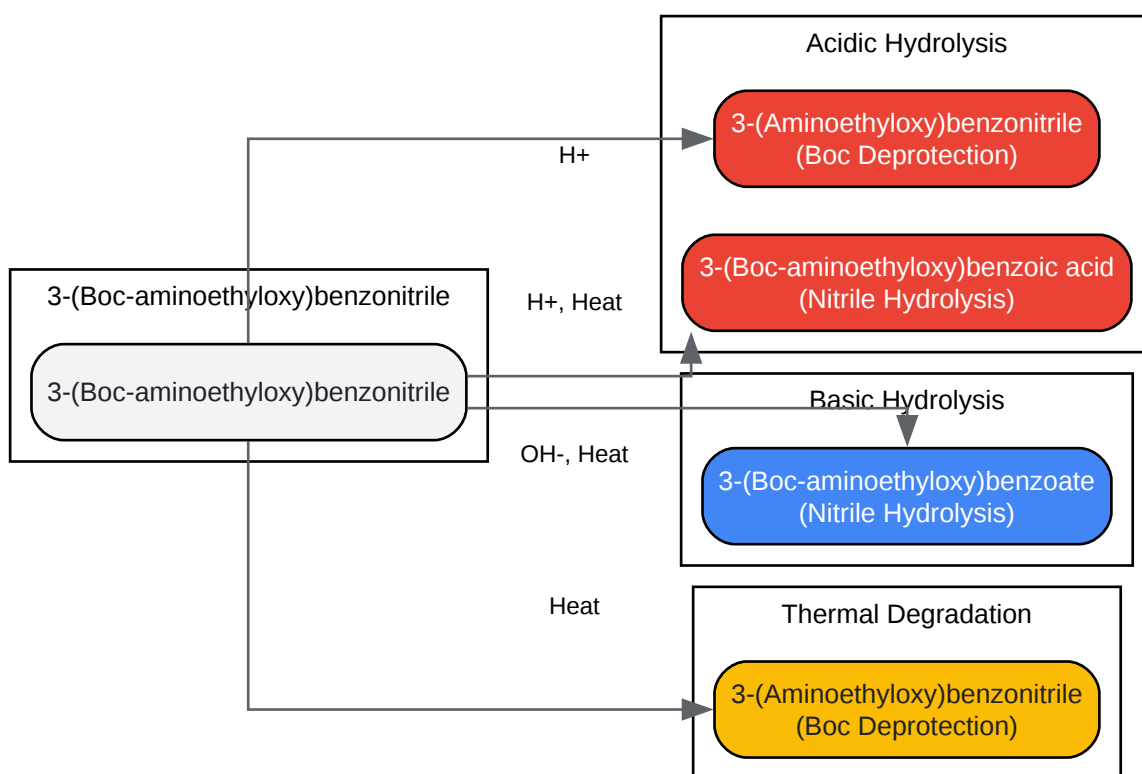 Acidic Hydrolysis
3-(Aminoethyloxy)benzonitrile
(Boc Deprotection)
H+
3-(Boc-aminoethyloxy)benzoic acid
(Nitrile Hydrolysis)
3-(Boc-aminoethyloxy)benzonitrile
H+, Heat
3-(Boc-aminoethyloxy)benzonitrile
Basic Hydrolysis
OH-, Heat
3-(Boc-aminoethyloxy)benzoate
(Nitrile Hydrolysis)
Heat
Thermal Degradation
3-(Aminoethyloxy)benzonitrile
(Boc Deprotection)